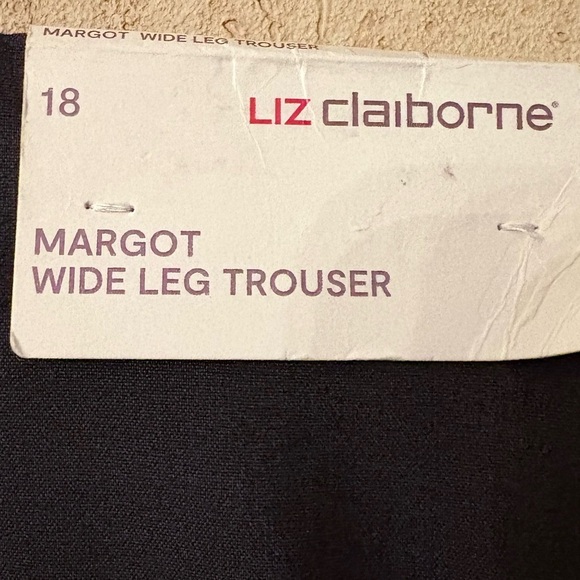 MARGOT WIDE LEG TROUSER
18
LIZ claiborne®
MARGOT
WIDE LEG TROUSER